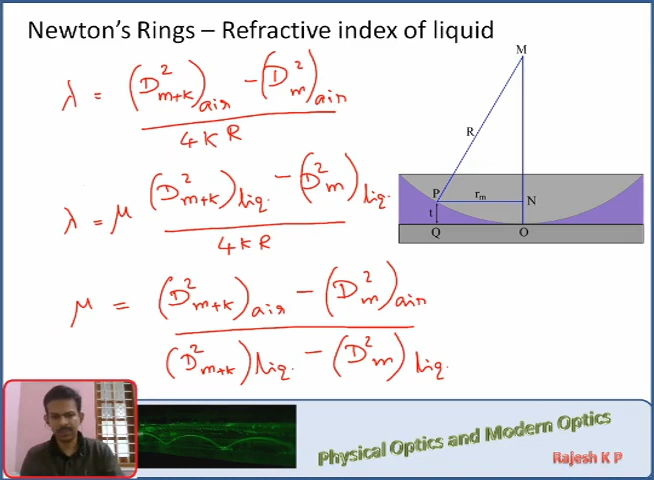 Newton's Rings – Refractive index of liquid
λ = (D²ₘ₊ₖ)air − (D²ₘ)air / 4KR
λ = μ (D²ₘ₊ₖ)liq. − (D²ₘ)liq. / 4KR
μ = (D²ₘ₊ₖ)air − (D²ₘ)air / (D²ₘ₊ₖ)liq. − (D²ₘ)liq.
M
R
P
rₘ
N
t
Q
O
Physical Optics and Modern Optics
Rajesh K P